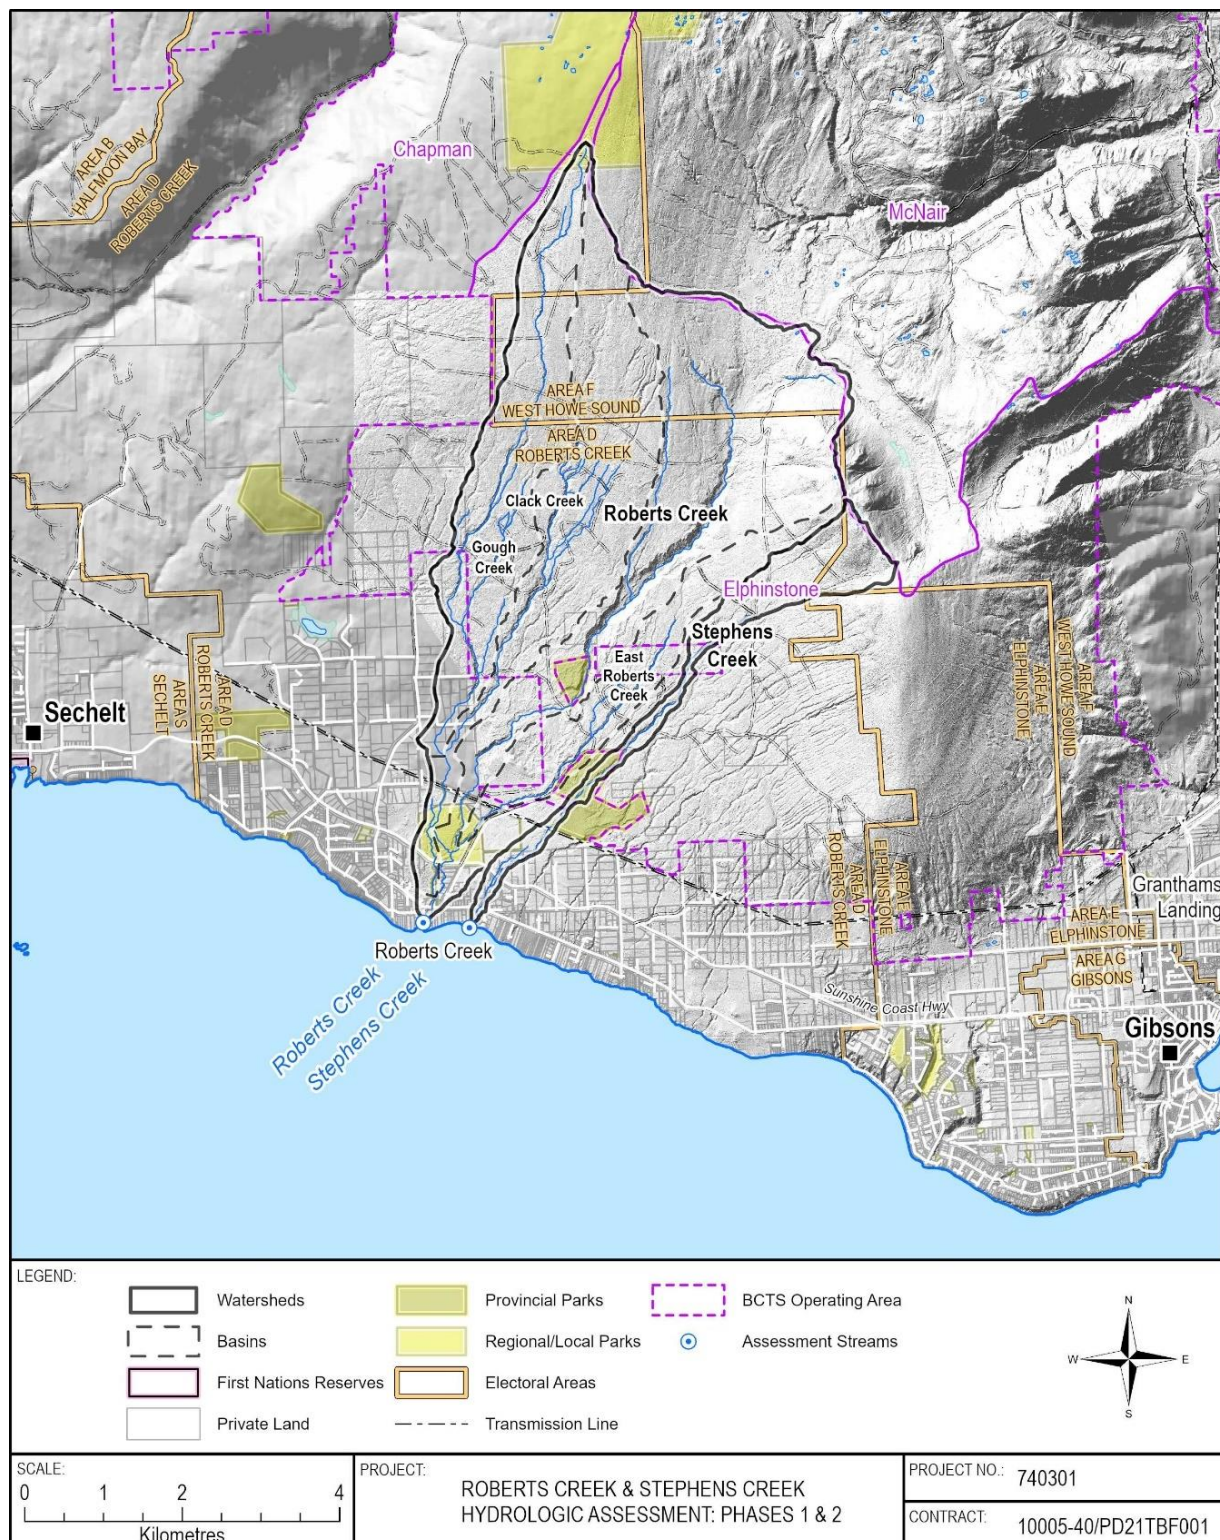 Chapman
AREA B
HALFMOON BAY
AREA D
ROBERTS CREEK
McNair
AREA F
WEST HOWE SOUND
AREA D
ROBERTS CREEK
Clack Creek
Roberts Creek
Gough
Creek
Elphinstone
Stephens
Creek
East
Roberts
Creek
AREA F
WEST HOWE SOUND
AREA E
ELPHINSTONE
AREA D
ROBERTS CREEK
AREA S
SECHELT
Sechelt
AREA E
ELPHINSTONE
AREA D
ROBERTS CREEK
Granthams
Landing
AREA E
ELPHINSTONE
AREA G
GIBSONS
Roberts Creek
Roberts Creek
Stephens Creek
Sunshine Coast Hwy
Gibsons
LEGEND:
Watersheds
Basins
First Nations Reserves
Private Land
Provincial Parks
Regional/Local Parks
Electoral Areas
Transmission Line
BCTS Operating Area
Assessment Streams
N
W E
S
SCALE:
0 1 2 4
Kilometres
PROJECT:
ROBERTS CREEK & STEPHENS CREEK
HYDROLOGIC ASSESSMENT: PHASES 1 & 2
PROJECT NO.: 740301
CONTRACT: 10005-40/PD21TBF001